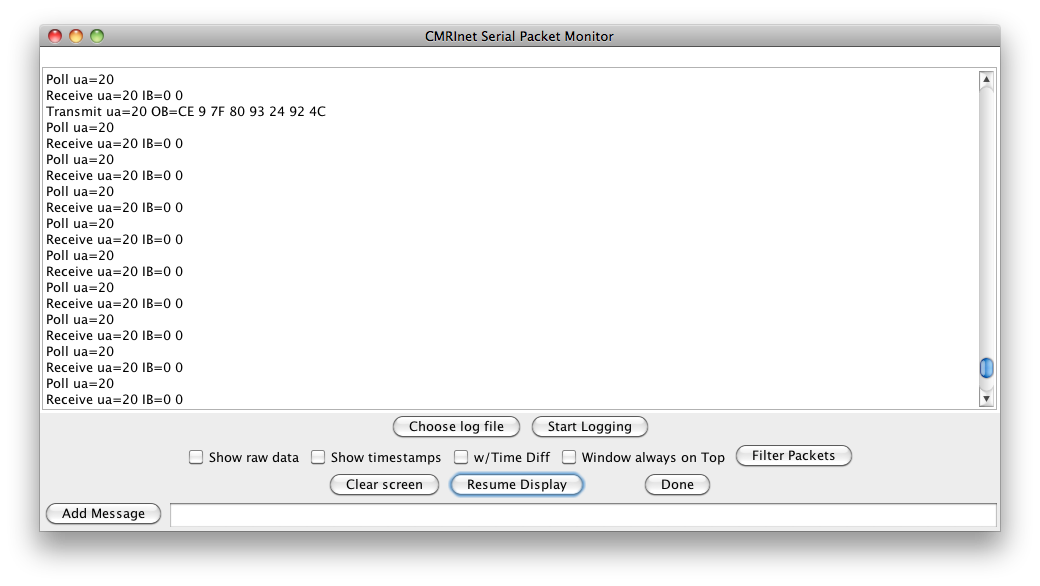 CMRInet Serial Packet Monitor
Poll ua=20
Receive ua=20 IB=0 0
Transmit ua=20 OB=CE 9 7F 80 93 24 92 4C
Poll ua=20
Receive ua=20 IB=0 0
Poll ua=20
Receive ua=20 IB=0 0
Poll ua=20
Receive ua=20 IB=0 0
Poll ua=20
Receive ua=20 IB=0 0
Poll ua=20
Receive ua=20 IB=0 0
Poll ua=20
Receive ua=20 IB=0 0
Poll ua=20
Receive ua=20 IB=0 0
Poll ua=20
Receive ua=20 IB=0 0
Poll ua=20
Receive ua=20 IB=0 0
Choose log file Start Logging
Show raw data Show timestamps w/Time Diff Window always on Top Filter Packets
Clear screen Resume Display Done
Add Message